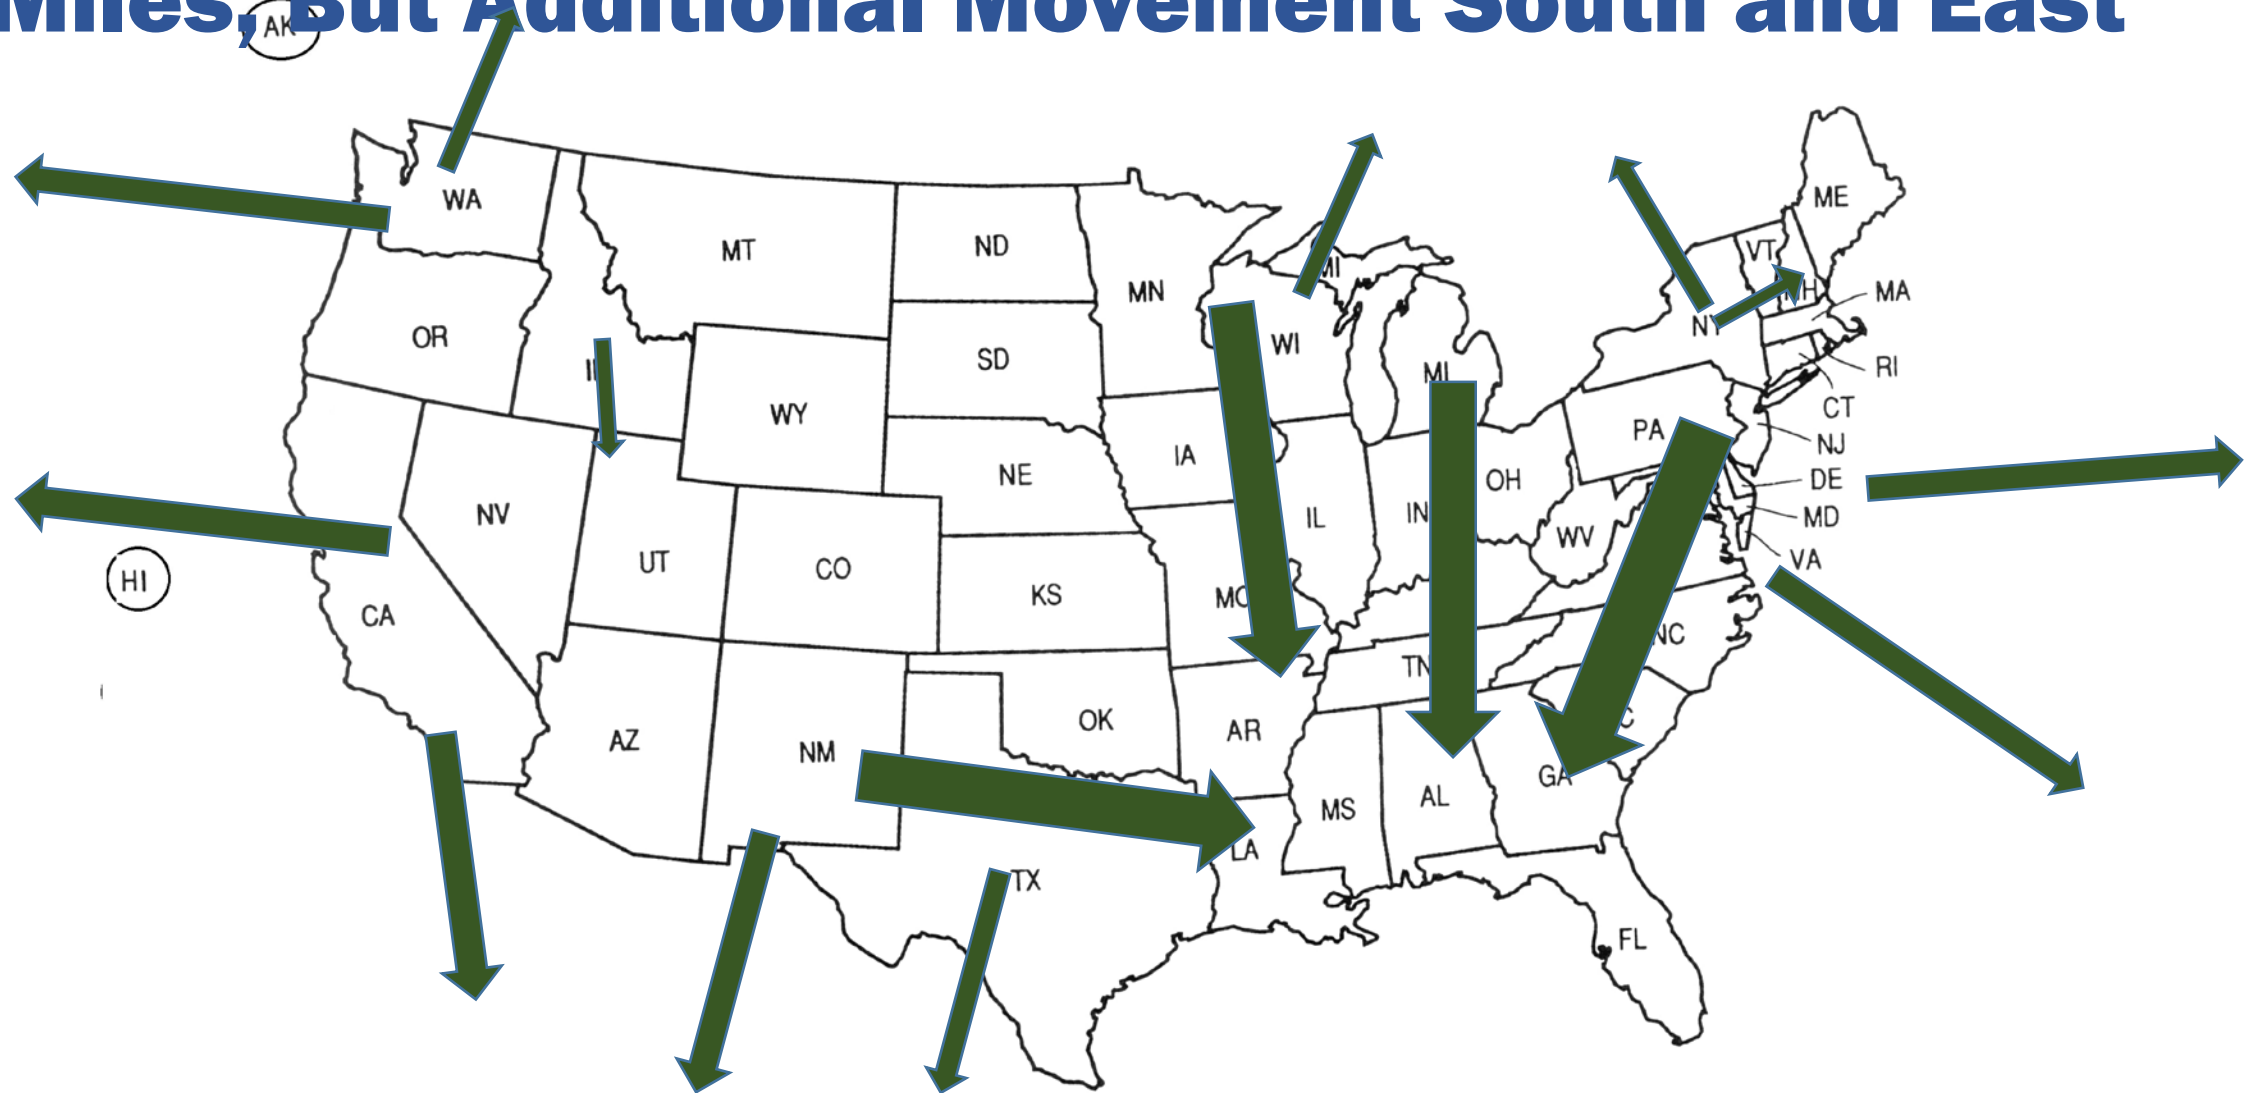 Miles, But Additional Movement South and East
AK
WA
MT
ND
MN
MI
VT
ME
OR
SD
WI
MI
NY
NH
MA
RI
WY
CT
IA
PA
NJ
NE
OH
DE
NV
IL
IN
MD
UT
CO
WV
VA
HI
KS
MO
CA
NC
TN
OK
AZ
NM
AR
GA
MS
AL
LA
TX
FL